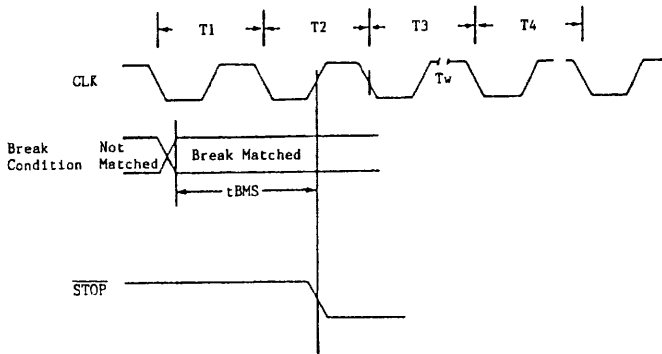 T1 T2 T3 T4
CLK
Tw
Break Condition
Not Matched
Break Matched
tBMS
STOP